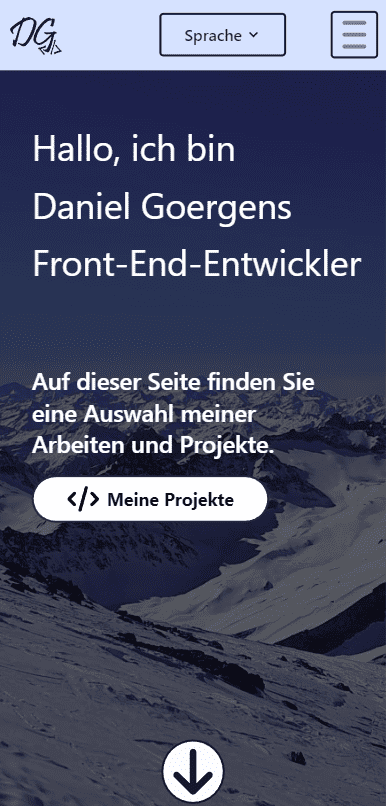 DG
Sprache
Hallo, ich bin
Daniel Goergens
Front-End-Entwickler
Auf dieser Seite finden Sie
eine Auswahl meiner
Arbeiten und Projekte.
</> Meine Projekte